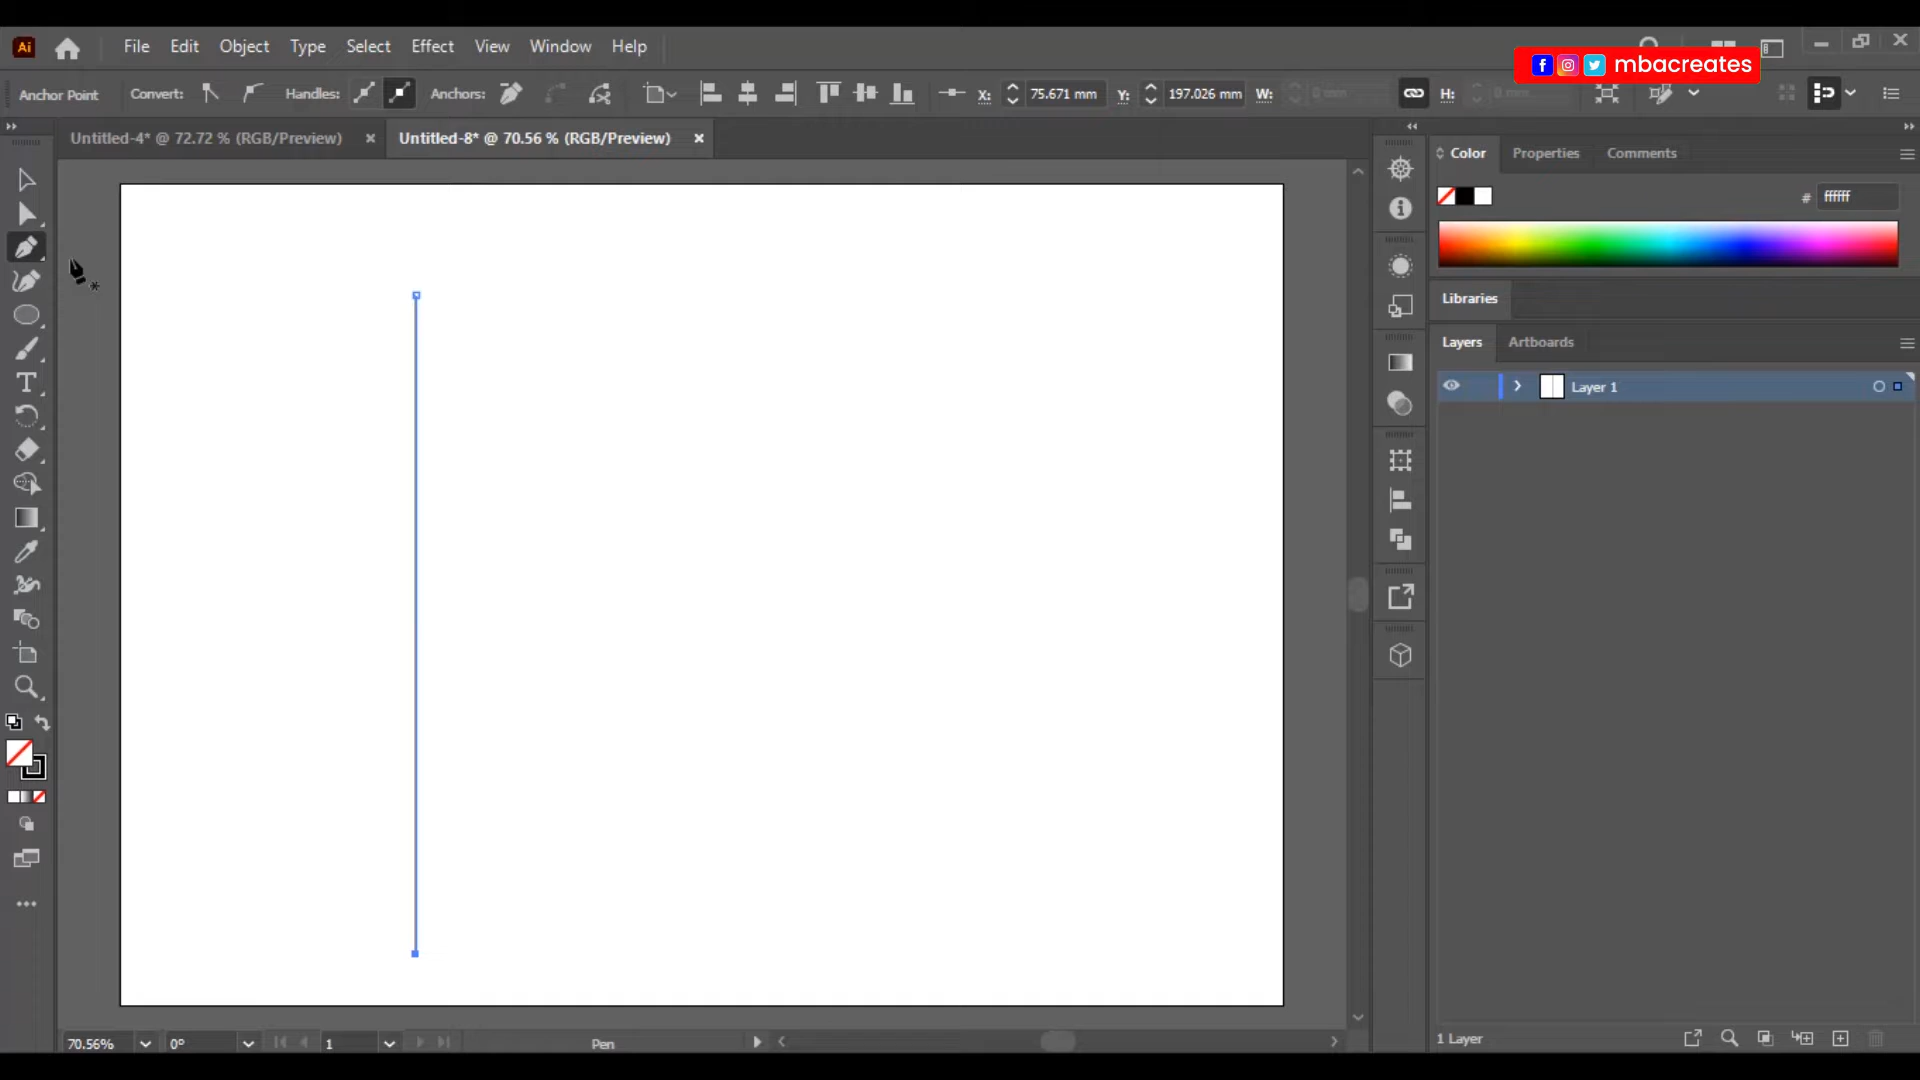 Ai File Edit Object Type Select Effect View Window Help
mbacreates
Anchor Point Convert: Handles: Anchors: X: 75.671 mm Y: 197.026 mm W: 0 mm H: 0 mm
Untitled-4* @ 72.72 % (RGB/Preview) × Untitled-8* @ 70.56 % (RGB/Preview) ×
Color Properties Comments
# ffffff
Libraries
Layers Artboards
Layer 1
70.56% 0° 1 Pen
1 Layer